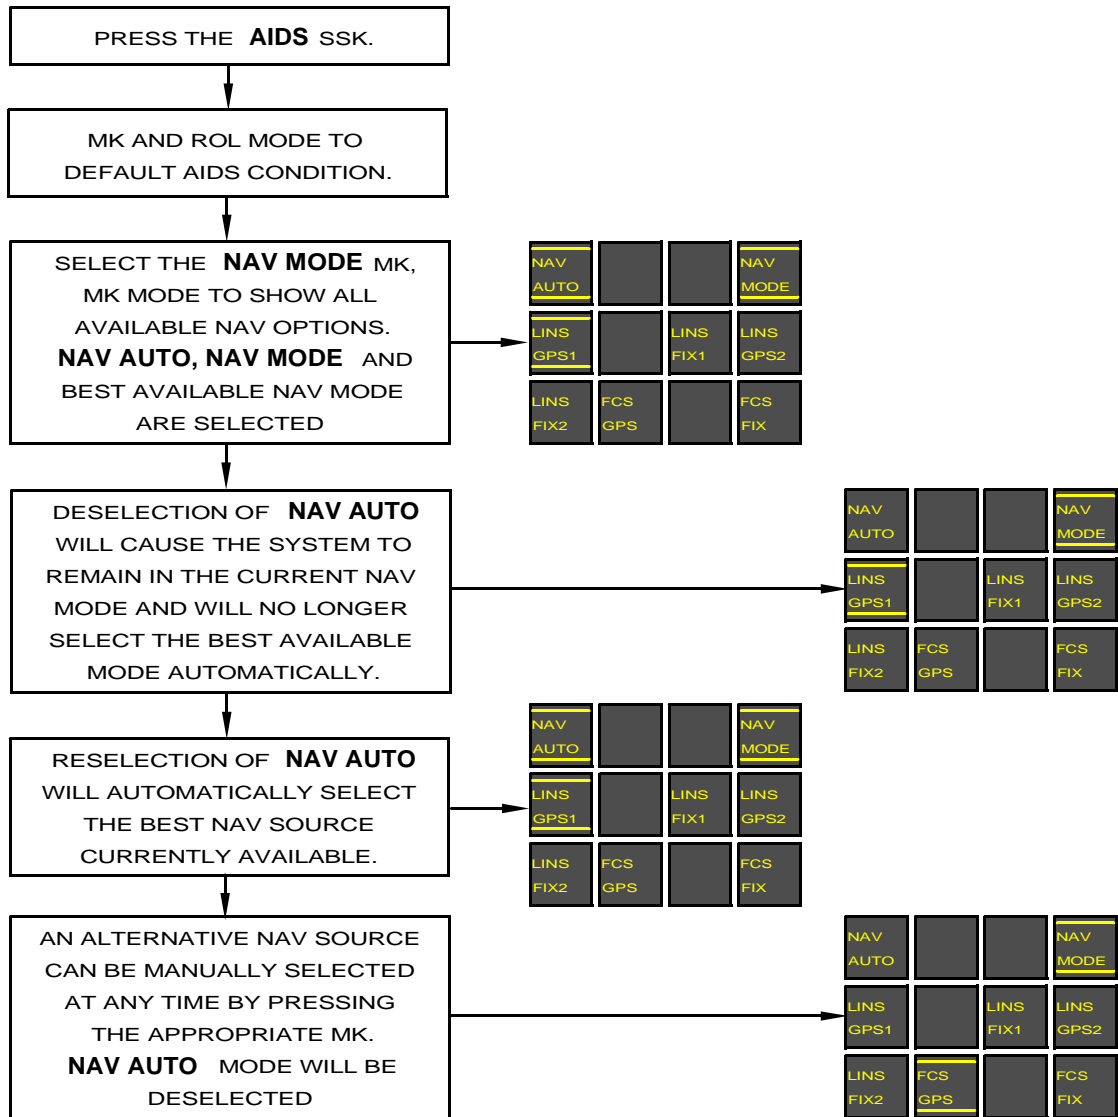 PRESS THE AIDS SSK.
MK AND ROL MODE TO
DEFAULT AIDS CONDITION.
SELECT THE NAV MODE MK,
MK MODE TO SHOW ALL
AVAILABLE NAV OPTIONS.
NAV AUTO, NAV MODE AND
BEST AVAILABLE NAV MODE
ARE SELECTED
NAV NAV
AUTO MODE
LINS LINS LINS
GPS1 FIX1 GPS2
LINS FCS FCS
FIX2 GPS FIX
DESELECTION OF NAV AUTO
WILL CAUSE THE SYSTEM TO
REMAIN IN THE CURRENT NAV
MODE AND WILL NO LONGER
SELECT THE BEST AVAILABLE
MODE AUTOMATICALLY.
NAV NAV
AUTO MODE
LINS LINS LINS
GPS1 FIX1 GPS2
LINS FCS FCS
FIX2 GPS FIX
RESELECTION OF NAV AUTO
WILL AUTOMATICALLY SELECT
THE BEST NAV SOURCE
CURRENTLY AVAILABLE.
NAV NAV
AUTO MODE
LINS LINS LINS
GPS1 FIX1 GPS2
LINS FCS FCS
FIX2 GPS FIX
AN ALTERNATIVE NAV SOURCE
CAN BE MANUALLY SELECTED
AT ANY TIME BY PRESSING
THE APPROPRIATE MK.
NAV AUTO MODE WILL BE
DESELECTED
NAV NAV
AUTO MODE
LINS LINS LINS
GPS1 FIX1 GPS2
LINS FCS FCS
FIX2 GPS FIX